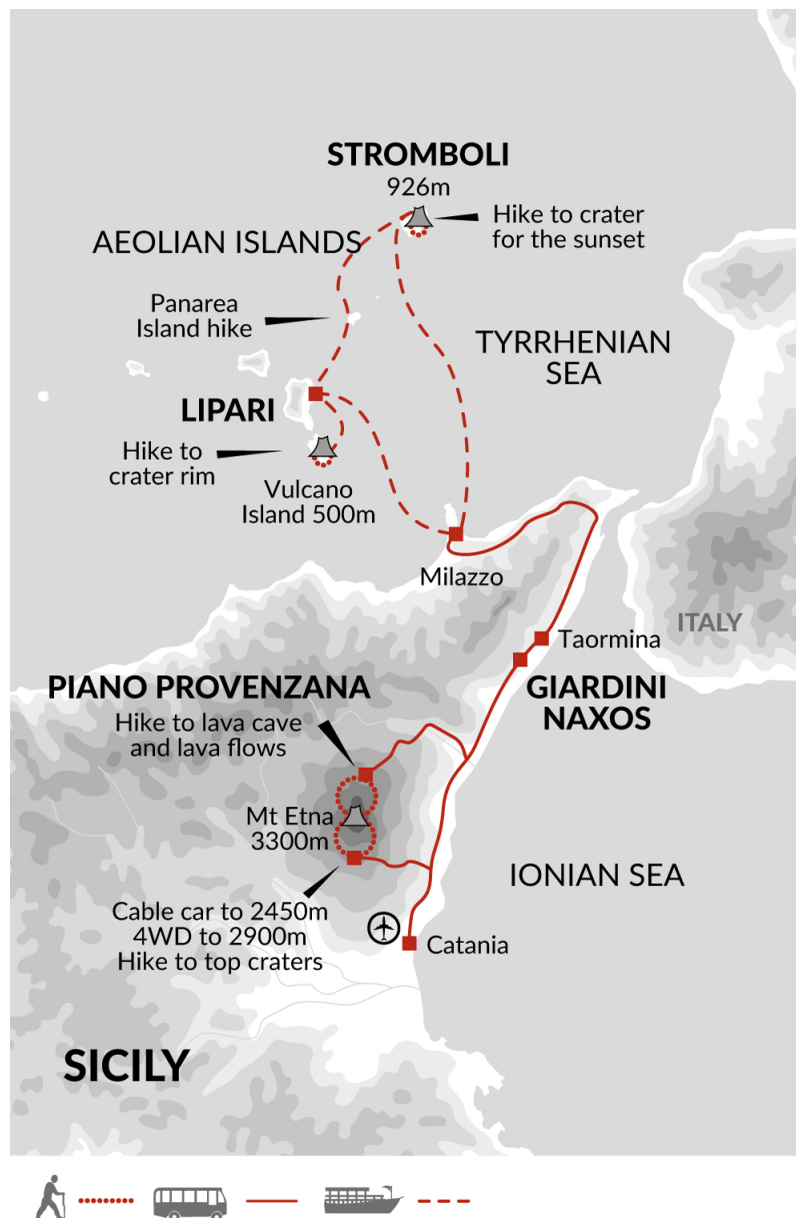 STROMBOLI
926m
Hike to crater
for the sunset
AEOLIAN ISLANDS
Panarea
Island hike
TYRRHENIAN
SEA
LIPARI
Hike to
crater rim
Vulcano
Island 500m
Milazzo
ITALY
Taormina
PIANO PROVENZANA
GIARDINI
NAXOS
Hike to lava cave
and lava flows
Mt Etna
3300m
IONIAN SEA
Cable car to 2450m
4WD to 2900m
Hike to top craters
Catania
SICILY